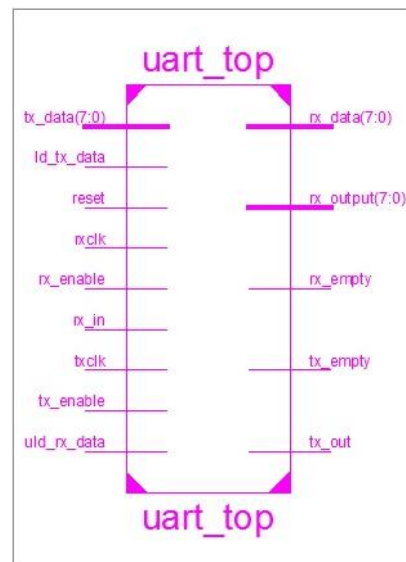 uart_top
tx_data(7:0) rx_data(7:0)
ld_tx_data
reset rx_output(7:0)
rxclk
rx_enable rx_empty
rx_in
txclk tx_empty
tx_enable
uld_rx_data tx_out
uart_top